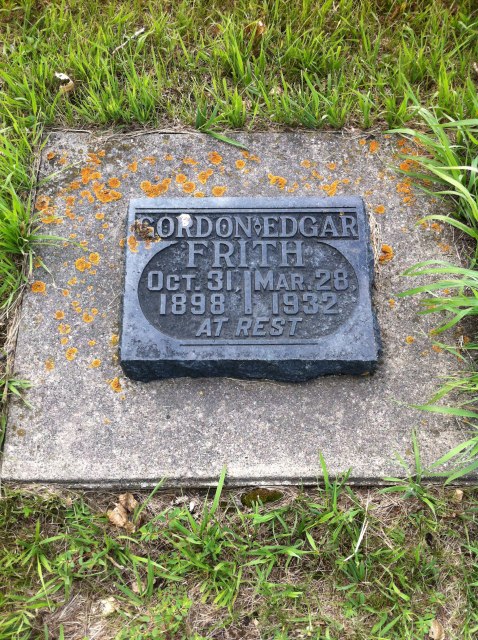 GORDON EDGAR
FRITH
OCT. 31, MAR. 28
1898 1932
AT REST